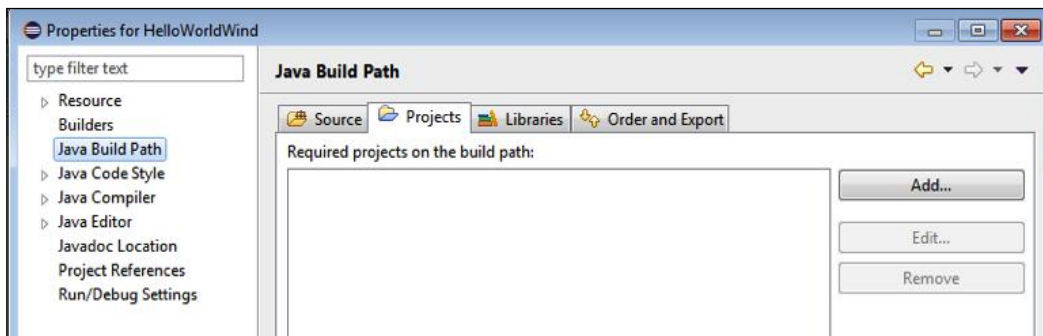 Properties for HelloWorldWind
type filter text
Java Build Path
Resource
Builders
Java Build Path
Java Code Style
Java Compiler
Java Editor
Javadoc Location
Project References
Run/Debug Settings
Source Projects Libraries Order and Export
Required projects on the build path:
Add...
Edit...
Remove